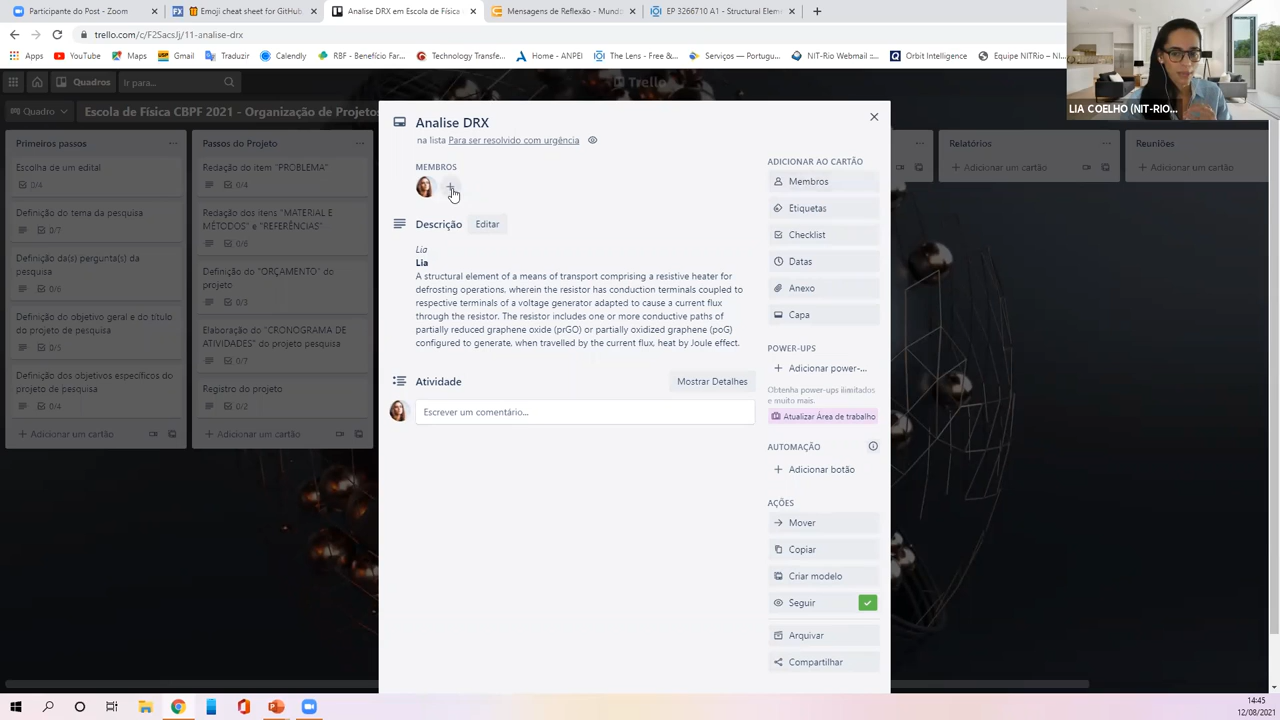 Participante do Post - Zoom
Emoji cheat sheet for GitHub,
Analise DRX em Escola de Física
Mensagens de Reflexão - Mund
EP 3266710 A1 - Structural Elem
trello.com/c/F2SacsJj/11-analise-drx
YouTube
Maps
Gmail
Tradutor
Calendly
RBF - Benefício Far...
Technology Transfe...
Home - ANPEI
The Lens - Free &...
Serviços — Portugu...
NIT-Rio Webmail ::...
Orbit Intelligence
Equipe NITRio – No...
LIA COELHO (NIT-RIO...
Quadros
Ir para...
Trello
Quadro
Escola de Física CBPF 2021 - Organização de Projetos
Primeiros passos
Escolha de um edital
0/4
Definição do tema da pesquisa
0/7
Definição da(s) pergunta(s) da
pesquisa
0/6
Definição do objetivo geral e do título
do projeto de pesquisa
0/5
Definição dos objetivos específicos do
projeto de pesquisa
0/4
Adicionar um cartão
Passos do Projeto
Redação do item "PROBLEMA"
0/4
Redação dos itens "MATERIAL E
MÉTODOS" e "REFERÊNCIAS"
0/6
Definição do "ORÇAMENTO" do
projeto
0/3
Elaboração do "CRONOGRAMA DE
ATIVIDADES" do projeto pesquisa
0/3
Registro do projeto
0/2
Adicionar um cartão
Analise DRX
na lista Para ser resolvido com urgência
MEMBROS
Descrição
Editar
Lia
Lia
A structural element of a means of transport comprising a resistive heater for
defrosting operations, wherein the resistor has conduction terminals coupled to
respective terminals of a voltage generator adapted to cause a current flux
through the resistor. The resistor includes one or more conductive paths of
partially reduced graphene oxide (prGO) or partially oxidized graphene (poG)
configured to generate, when travelled by the current flux, heat by Joule effect.
Atividade
Mostrar Detalhes
Escrever um comentário...
ADICIONAR AO CARTÃO
Membros
Etiquetas
Checklist
Datas
Anexo
Capa
POWER-UPS
Adicionar power-...
Obtenha power-ups ilimitados
e muito mais.
Atualizar Área de trabalho
AUTOMAÇÃO
Adicionar botão
AÇÕES
Mover
Copiar
Criar modelo
Seguir
Arquivar
Compartilhar
Adicionar um cartão
Relatórios
Adicionar um cartão
Reuniões
Adicionar um cartão
14:45
12/08/2021